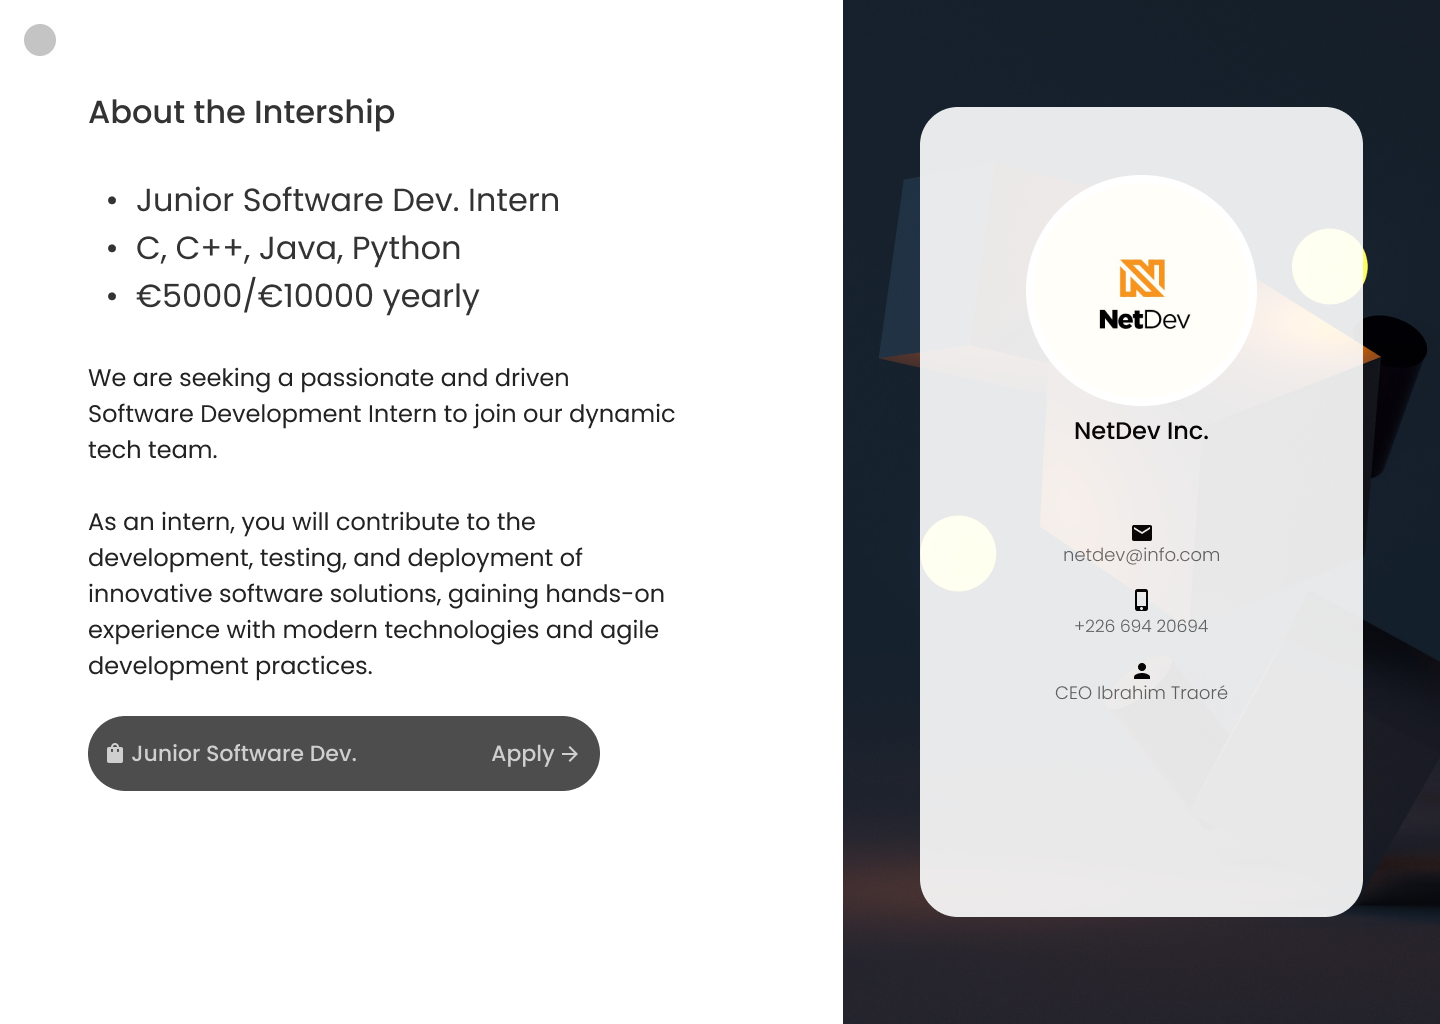 About the Intership
• Junior Software Dev. Intern
• C, C++, Java, Python
• €5000/€10000 yearly
We are seeking a passionate and driven
Software Development Intern to join our dynamic
tech team.
As an intern, you will contribute to the
development, testing, and deployment of
innovative software solutions, gaining hands-on
experience with modern technologies and agile
development practices.
Junior Software Dev. Apply →
NetDev
NetDev Inc.
netdev@info.com
+226 694 20694
CEO Ibrahim Traoré